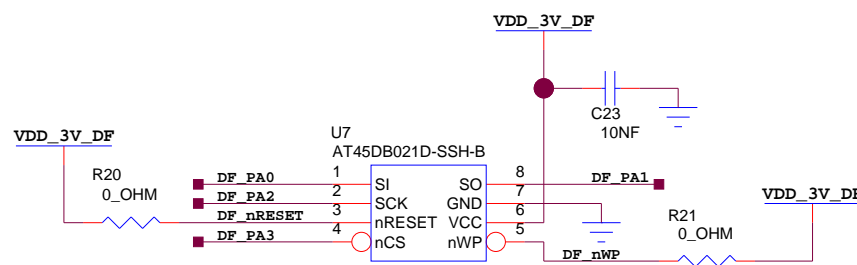 VDD_3V_DF
C23
10NF
U7
AT45DB021D-SSH-B
VDD_3V_DF
R20
0_OHM
DF_PA0 1 SI SO 8 DF_PA1
DF_PA2 2 SCK GND 7
DF_nRESET 3 nRESET VCC 6
DF_PA3 4 nCS nWP 5 DF_nWP
R21
0_OHM
VDD_3V_DF